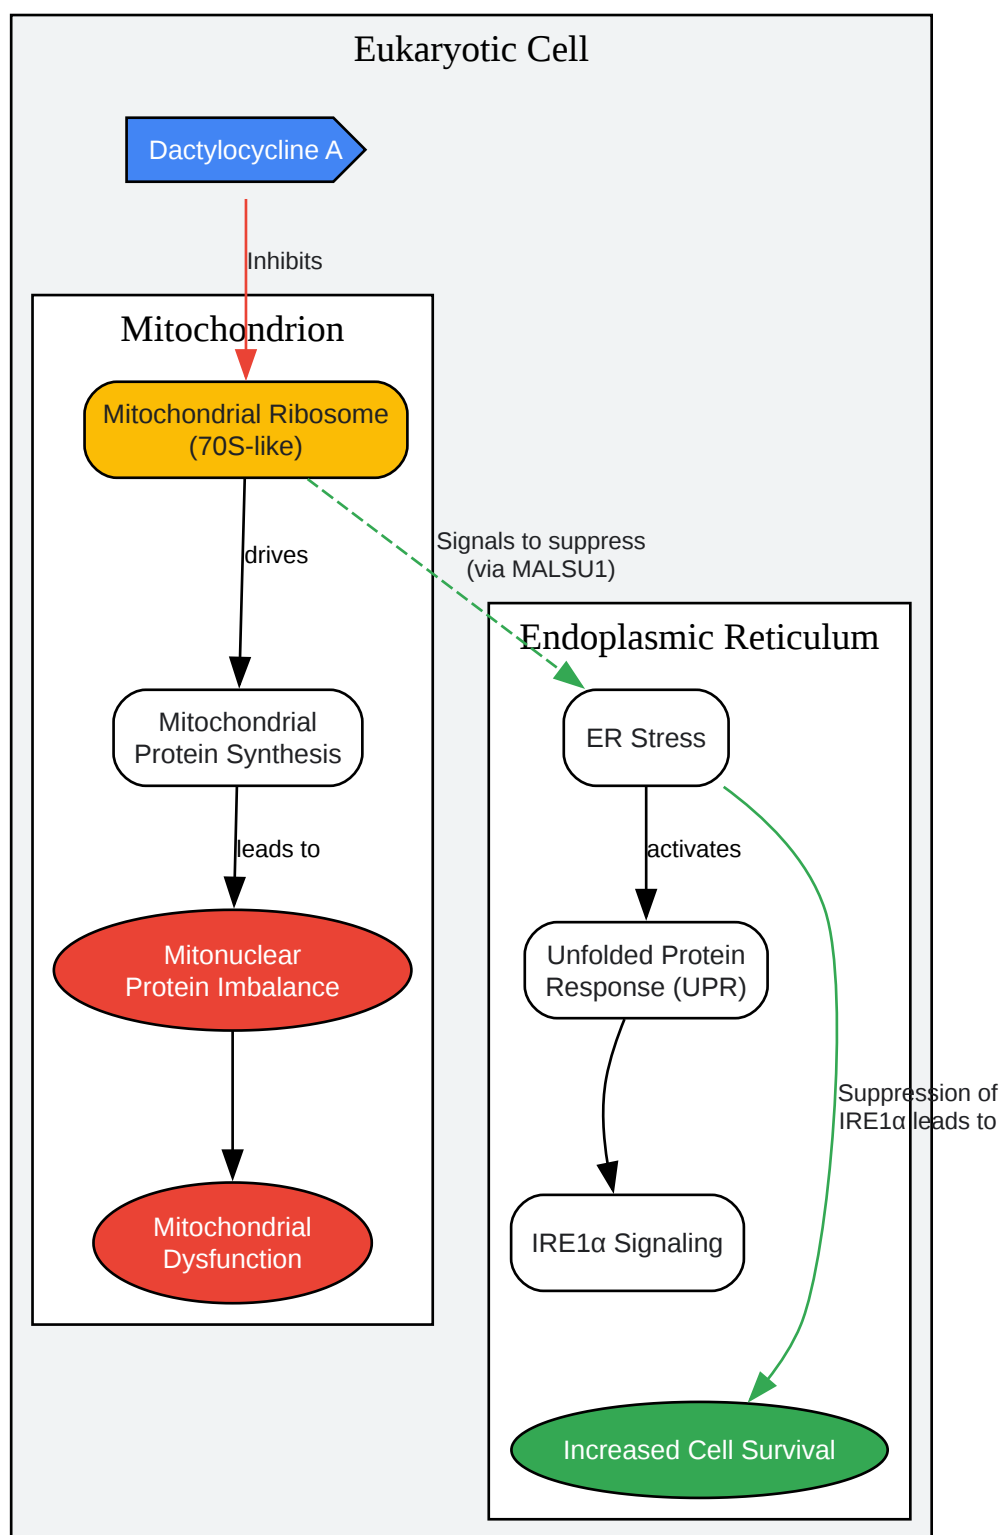 Eukaryotic Cell
Dactylocycline A
Inhibits
Mitochondrion
Mitochondrial Ribosome
(70S-like)
drives
Signals to suppress
(via MALSU1)
Endoplasmic Reticulum
Mitochondrial
Protein Synthesis
ER Stress
leads to
activates
Mitonuclear
Protein Imbalance
Unfolded Protein
Response (UPR)
Suppression of
IRE1α leads to
Mitochondrial
Dysfunction
IRE1α Signaling
Increased Cell Survival